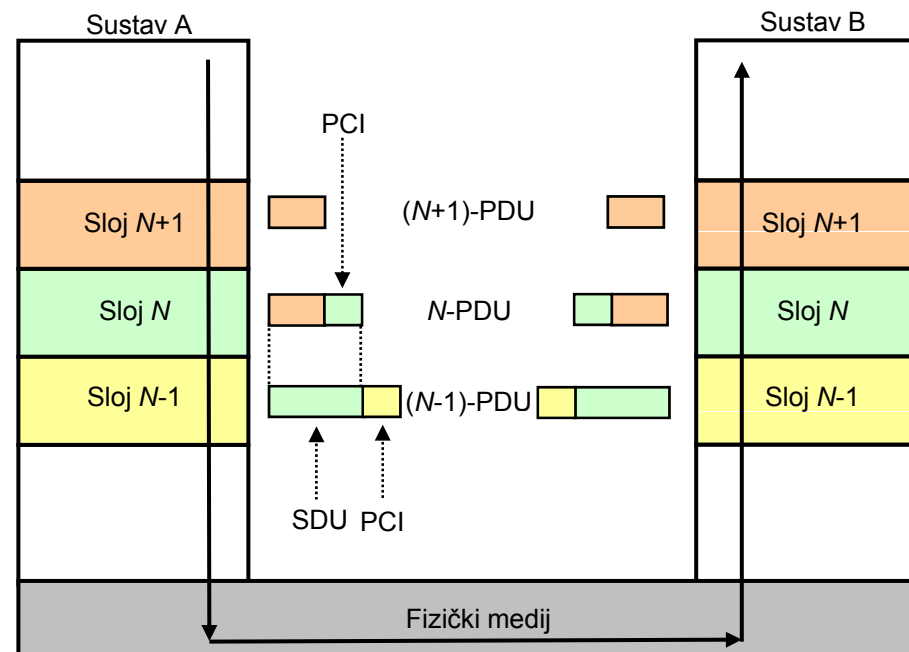 Sustav A
Sustav B
PCI
Sloj N+1
(N+1)-PDU
Sloj N+1
Sloj N
N-PDU
Sloj N
Sloj N-1
(N-1)-PDU
Sloj N-1
SDU
PCI
Fizički medij